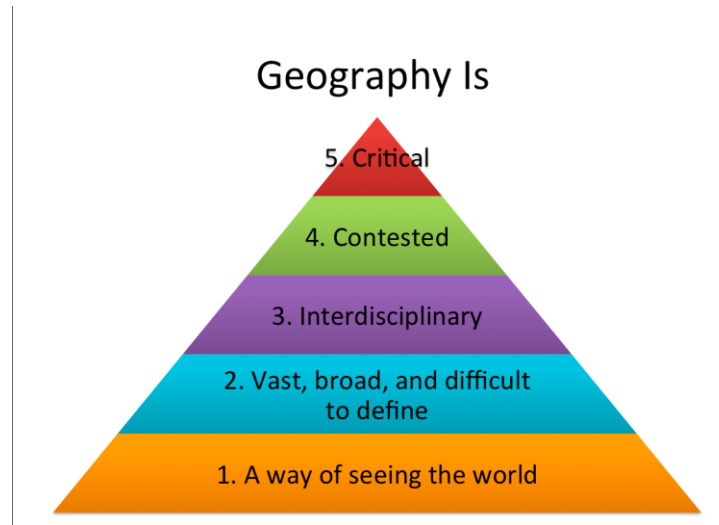 Geography Is
5. Critical
4. Contested
3. Interdisciplinary
2. Vast, broad, and difficult
to define
1. A way of seeing the world